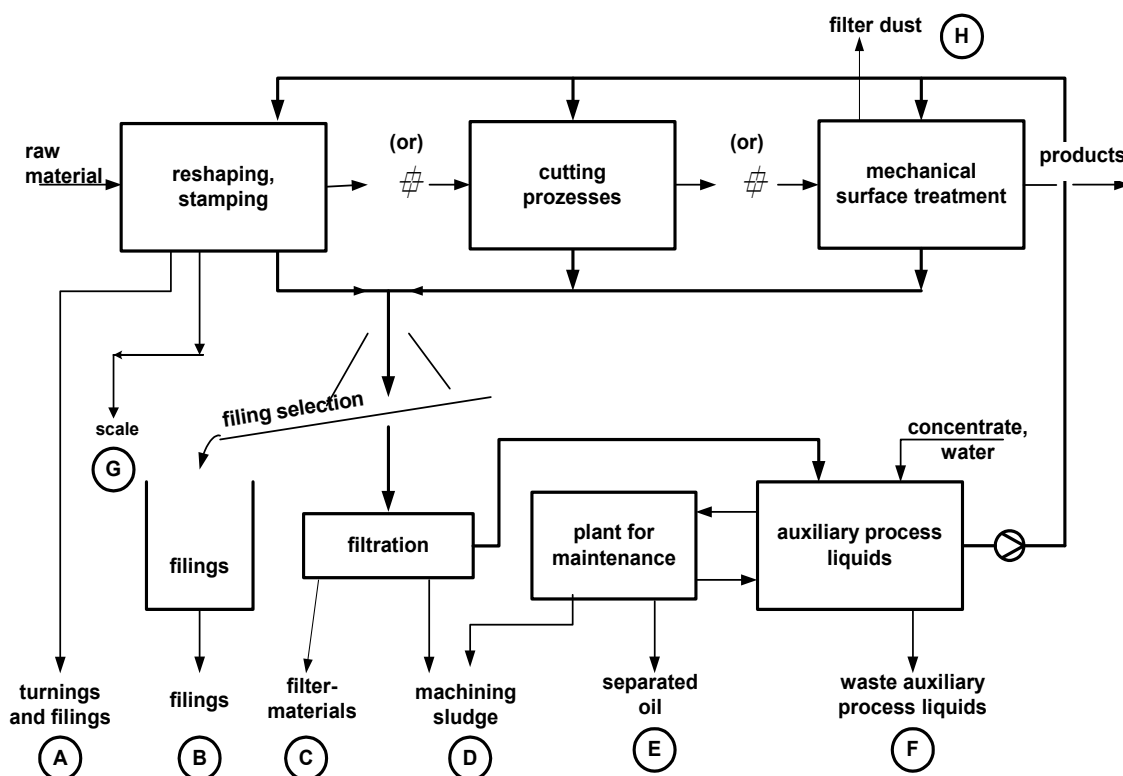 filter dust
H
raw
material
reshaping,
stamping
(or)
cutting
prozesses
(or)
mechanical
surface treatment
products
filing selection
scale
G
concentrate,
water
filings
filtration
plant for
maintenance
auxiliary process
liquids
turnings
and filings
A
filings
B
filter-
materials
C
machining
sludge
D
separated
oil
E
waste auxiliary
process liquids
F